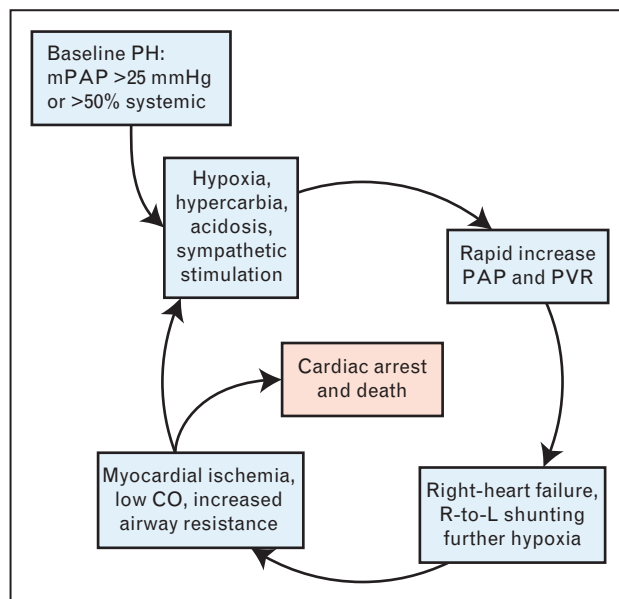 Baseline PH:
mPAP >25 mmHg
or >50% systemic
Hypoxia,
hypercarbia,
acidosis,
sympathetic
stimulation
Rapid increase
PAP and PVR
Cardiac arrest
and death
Myocardial ischemia,
low CO, increased
airway resistance
Right-heart failure,
R-to-L shunting
further hypoxia